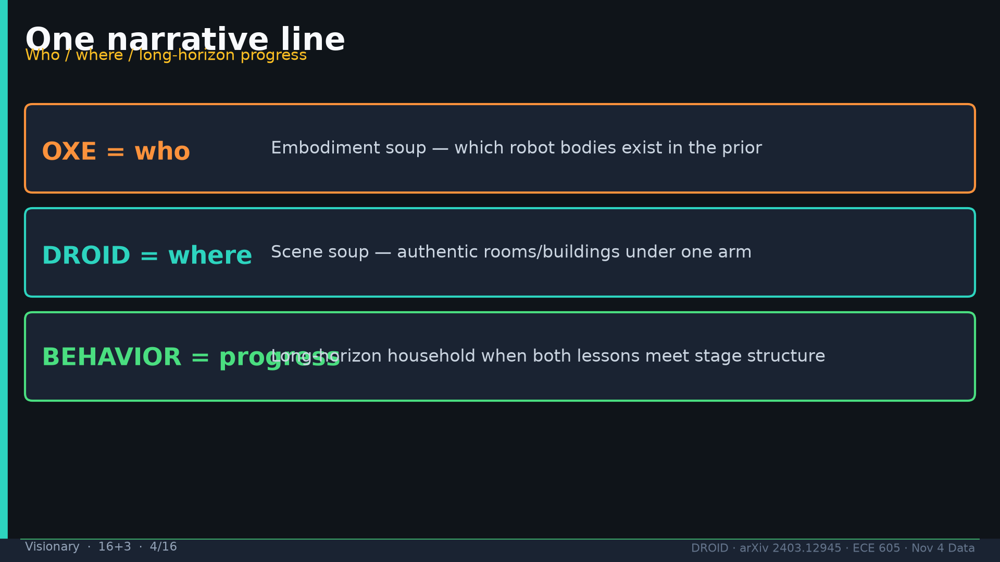 One narrative line
Who / where / long-horizon progress
OXE = who
Embodiment soup — which robot bodies exist in the prior
DROID = where
Scene soup — authentic rooms/buildings under one arm
BEHAVIOR = progress
Long-horizon household when both lessons meet stage structure
Visionary · 16+3 · 4/16
DROID · arXiv 2403.12945 · ECE 605 · Nov 4 Data